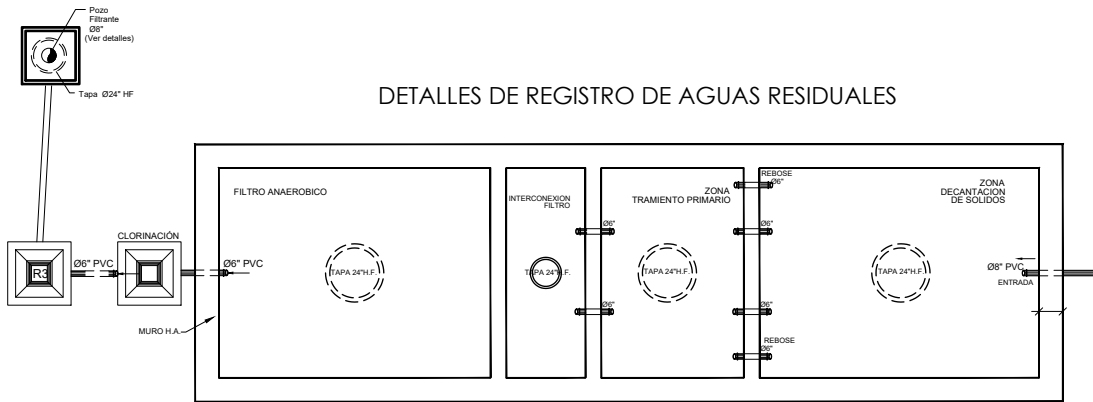 Pozo
Filtrante
Ø8"
(Ver detalles)
Tapa Ø24" HF
DETALLES DE REGISTRO DE AGUAS RESIDUALES
FILTRO ANAEROBICO
INTERCONEXION
FILTRO
ZONA
TRAMIENTO PRIMARIO
REBOSE
Ø6"
ZONA
DECANTACION
DE SOLIDOS
CLORINACIÓN
Ø6"
Ø6"
R3
Ø6" PVC
Ø6" PVC
TAPA 24"H.F.
TAPA 24"H.F.
TAPA 24"H.F.
TAPA 24"H.F.
Ø8" PVC
ENTRADA
Ø6"
Ø6"
MURO H.A.
REBOSE
Ø6"